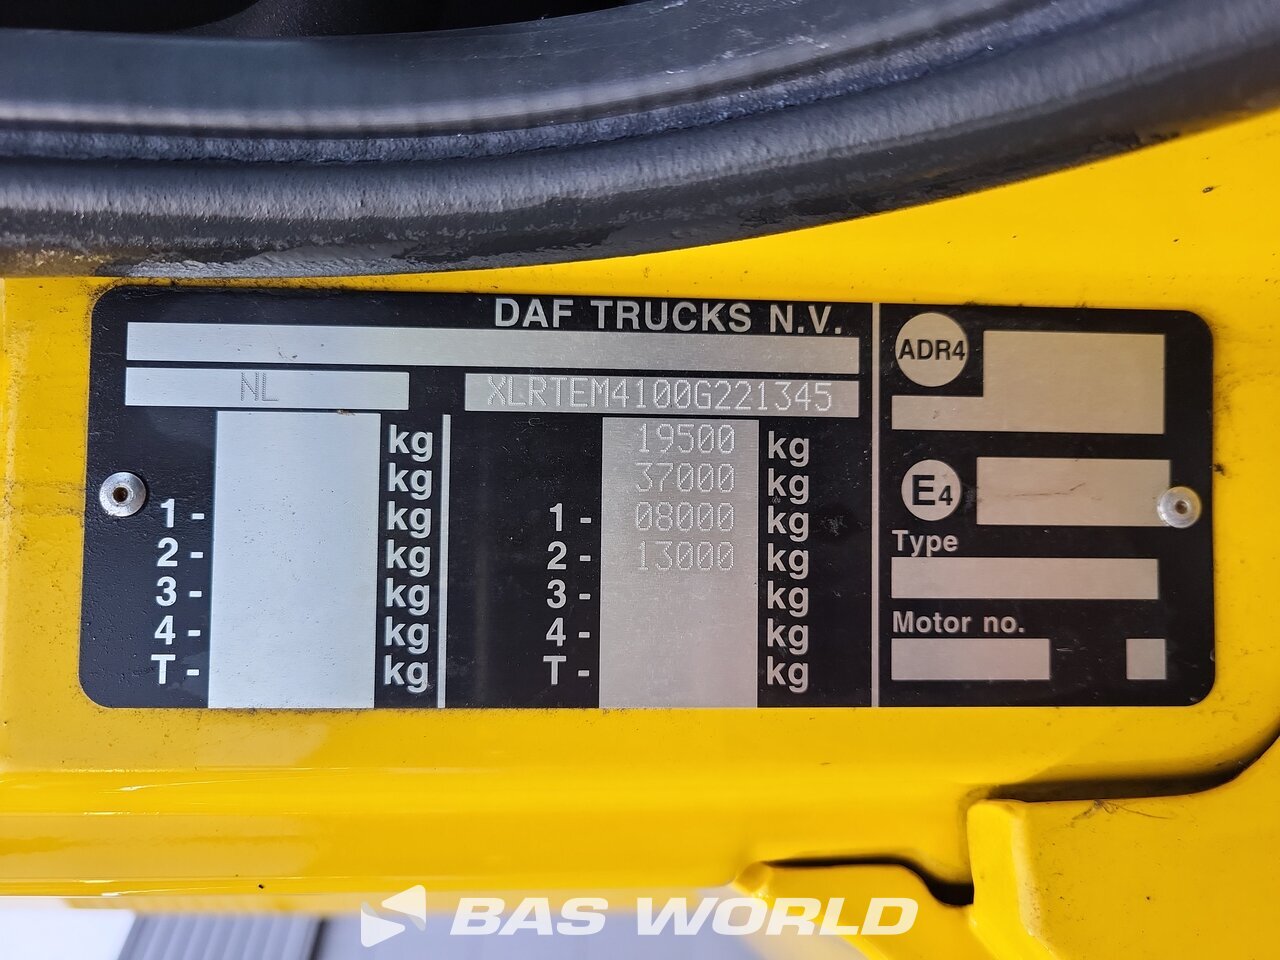 DAF TRUCKS N.V.
NL
XLRTEM4100G221345
kg 19500 kg
kg 37000 kg
1- kg 1- 08000 kg
2- kg 2- 13000 kg
3- kg 3- kg
4- kg 4- kg
T- kg T- kg
ADR4
E4
Type
Motor no.
BAS WORLD